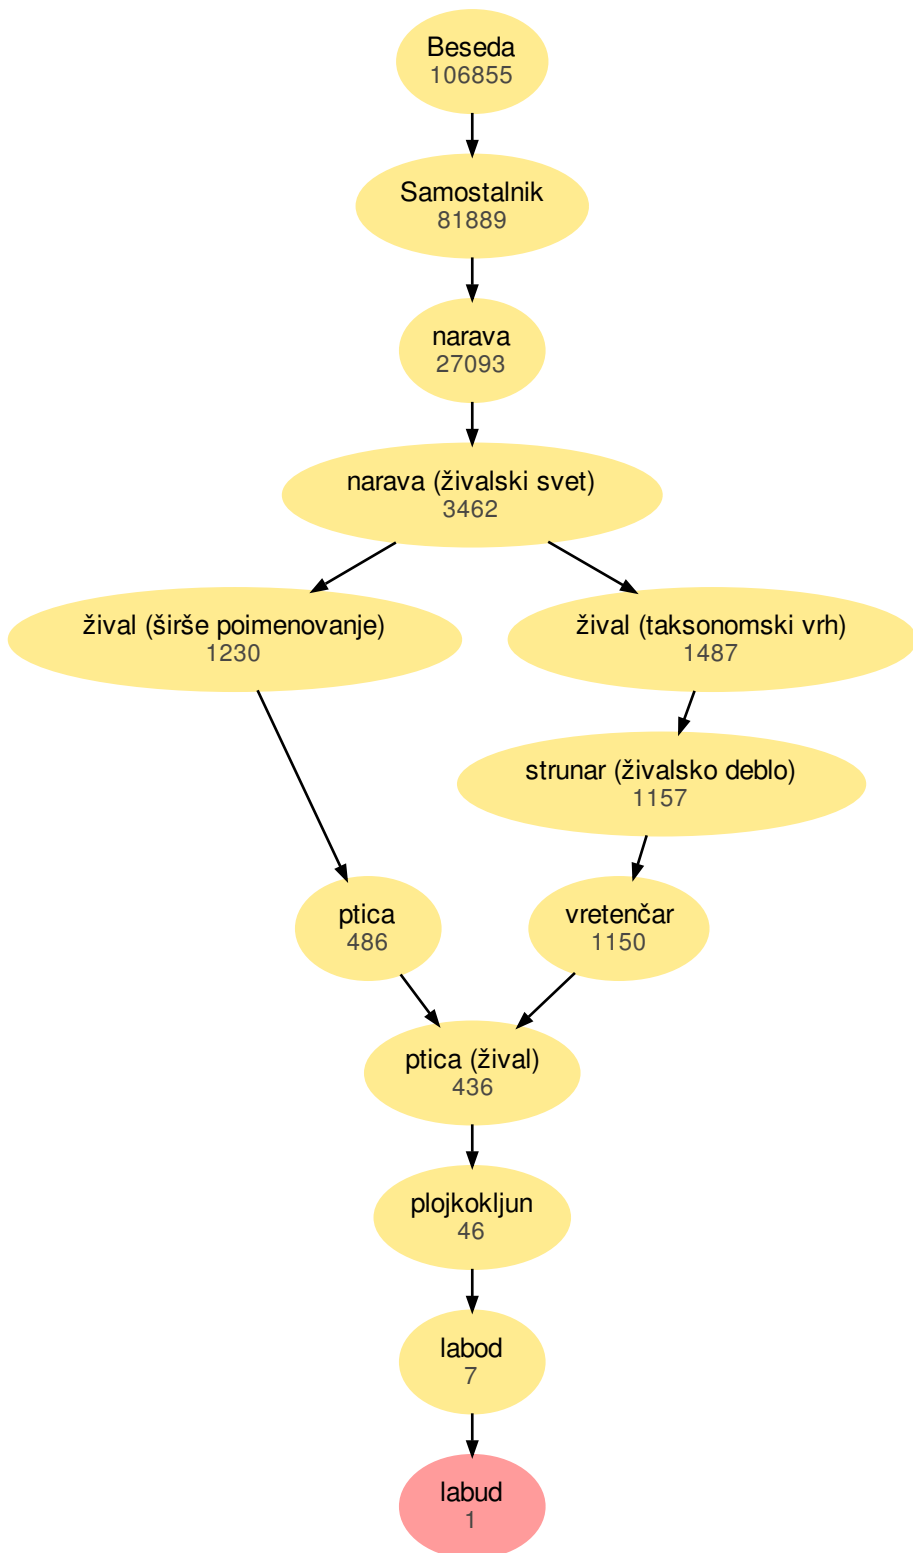 Beseda
106855
Samostalnik
81889
narava
27093
narava (živalski svet)
3462
žival (širše poimenovanje)
1230
žival (taksonomski vrh)
1487
strunar (živalsko deblo)
1157
ptica
486
vretenčar
1150
ptica (žival)
436
plojkokljun
46
labod
7
labud
1